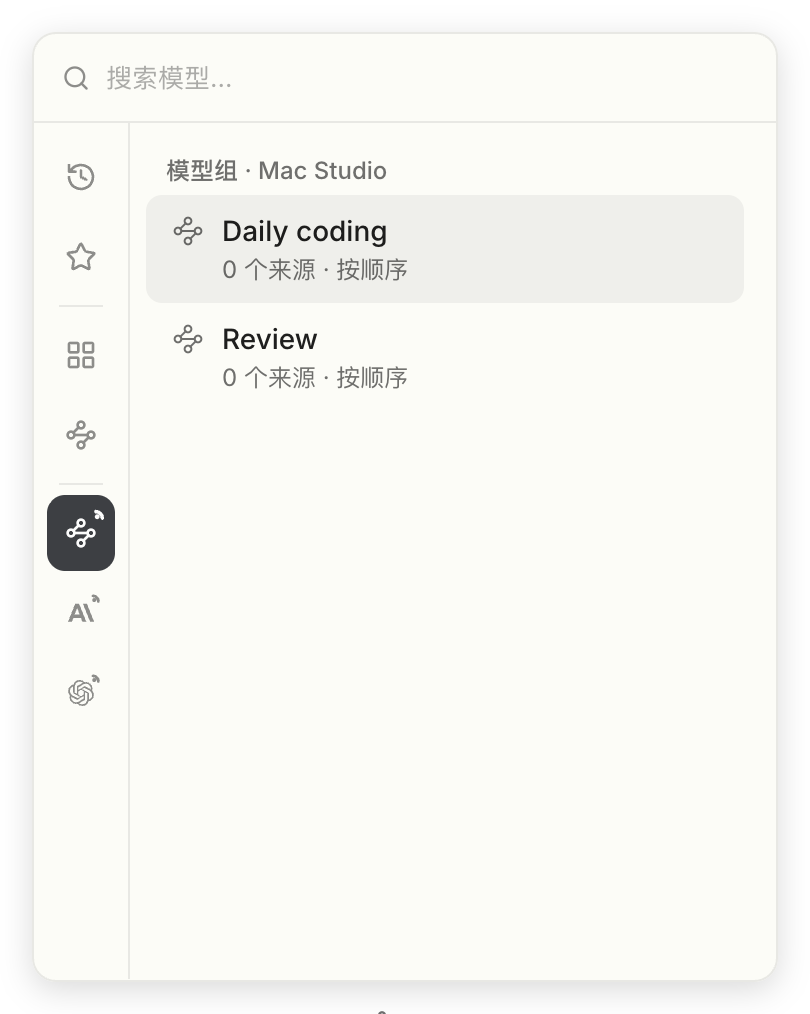 搜索模型...
模型组 · Mac Studio
Daily coding
0 个来源 · 按顺序
Review
0 个来源 · 按顺序